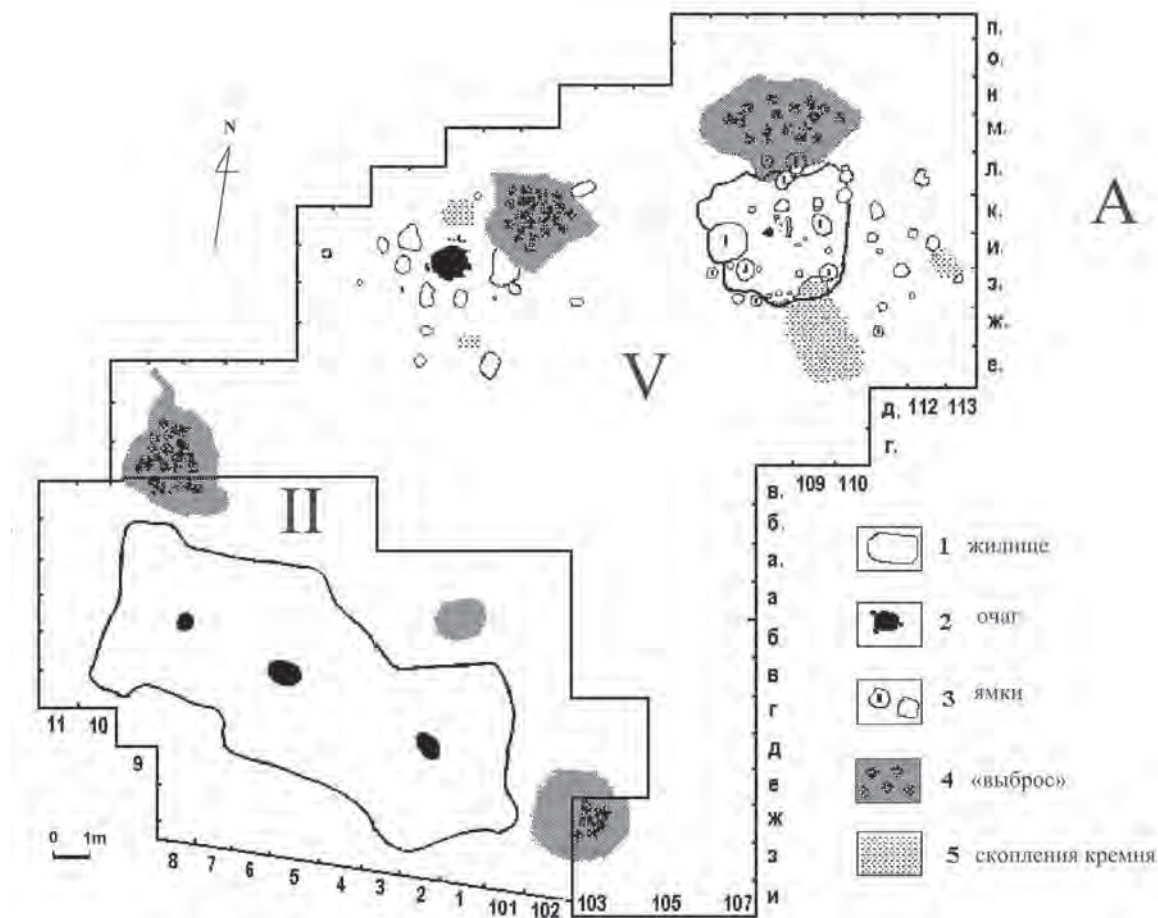 N
A
V
II
п.
о.
н
м.
л.
к.
и.
з.
ж.
е.
д. 112 113
г.
109 110
в.
б.
а.
а
б
в
г
д
е
ж
з
и
1 жилище
2 очаг
3 ямки
4 «выброс»
5 скопления кремня
11 10
9
0 1m
8 7 6 5 4 3 2 1 101 102 103 105 107